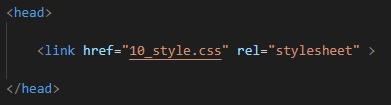 <head>
<link href="10_style.css" rel="stylesheet" >
</head>